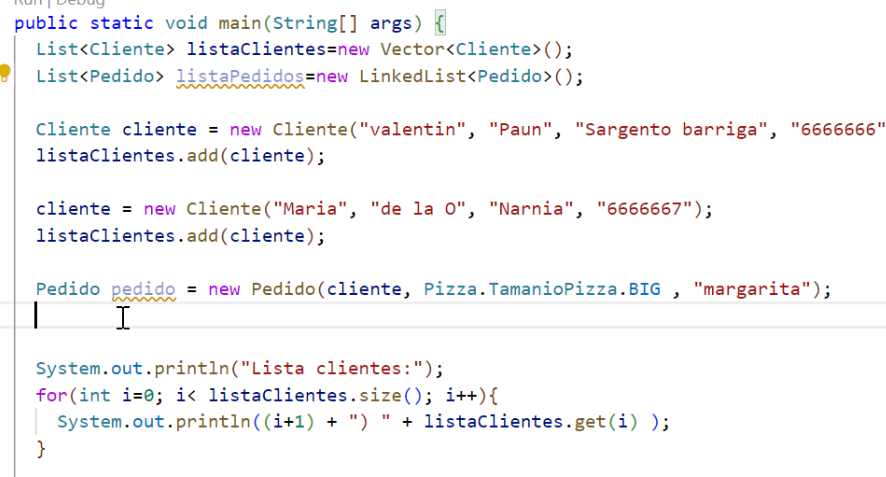 Run | Debug
public static void main(String[] args) {
List<Cliente> listaClientes=new Vector<Cliente>();
List<Pedido> listaPedidos=new LinkedList<Pedido>();
Cliente cliente = new Cliente("valentin", "Paun", "Sargento barriga", "6666666"
listaClientes.add(cliente);
cliente = new Cliente("Maria", "de la O", "Narnia", "6666667");
listaClientes.add(cliente);
Pedido pedido = new Pedido(cliente, Pizza.TamanioPizza.BIG , "margarita");
System.out.println("Lista clientes:");
for(int i=0; i< listaClientes.size(); i++){
System.out.println((i+1) + ") " + listaClientes.get(i) );
}